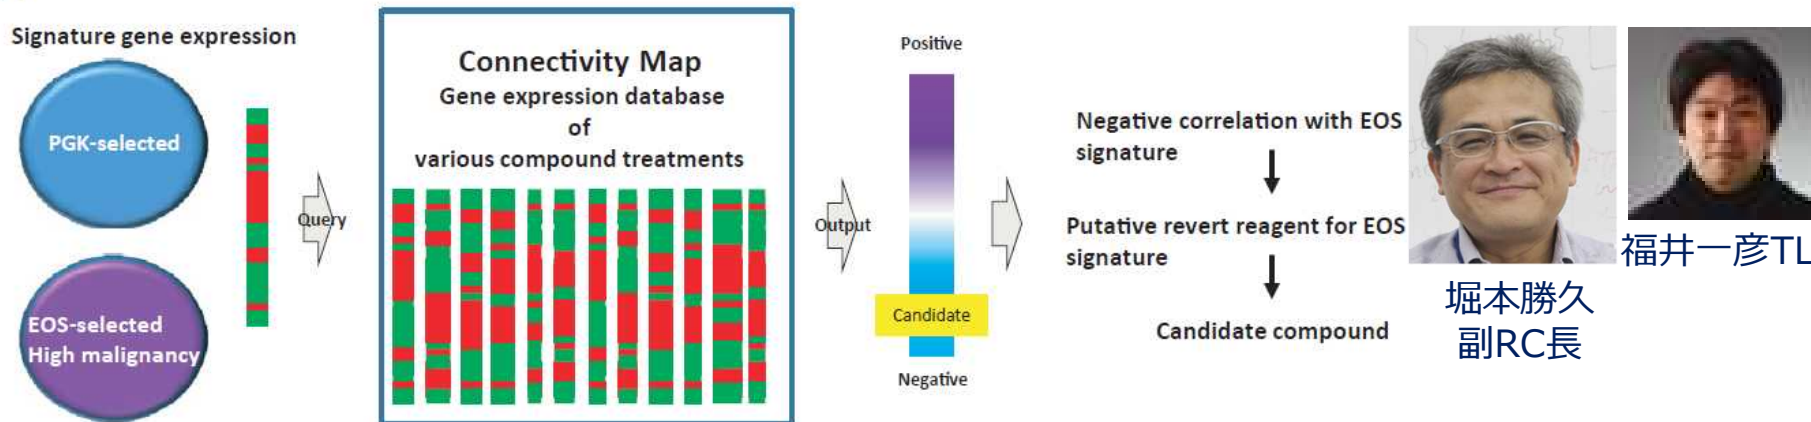 Signature gene expression
PGK-selected
EOS-selected
High malignancy
Query
Connectivity Map
Gene expression database
of
various compound treatments
Output
Positive
Candidate
Negative
Negative correlation with EOS
signature
Putative revert reagent for EOS
signature
Candidate compound
堀本勝久
副RC長
福井一彦TL